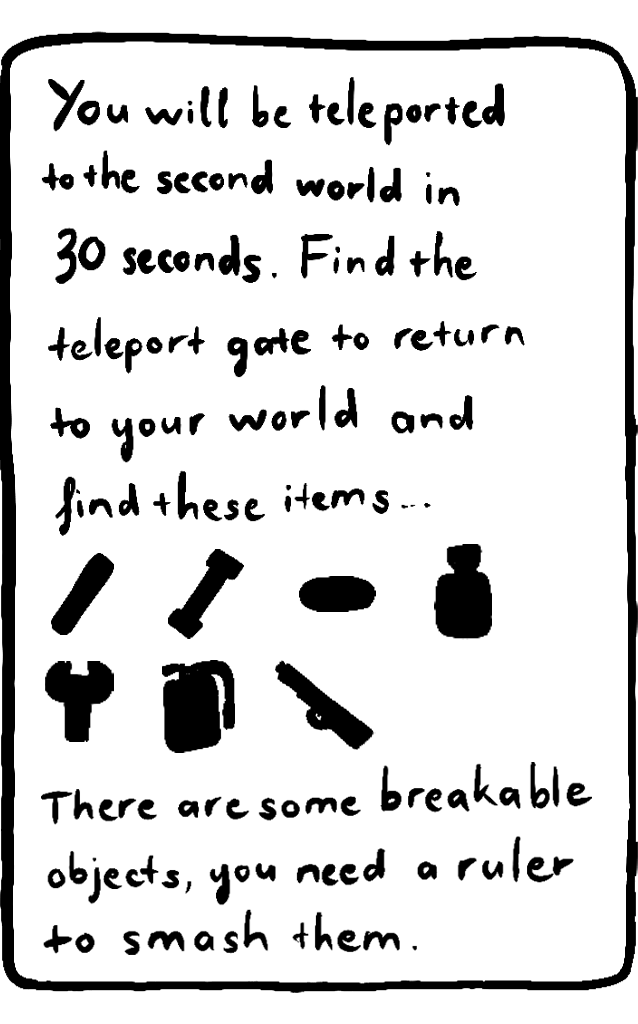 You will be teleported
to the second world in
30 seconds. Find the
teleport gate to return
to your world and
find these items...
There are some breakable
objects, you need a ruler
to smash them.